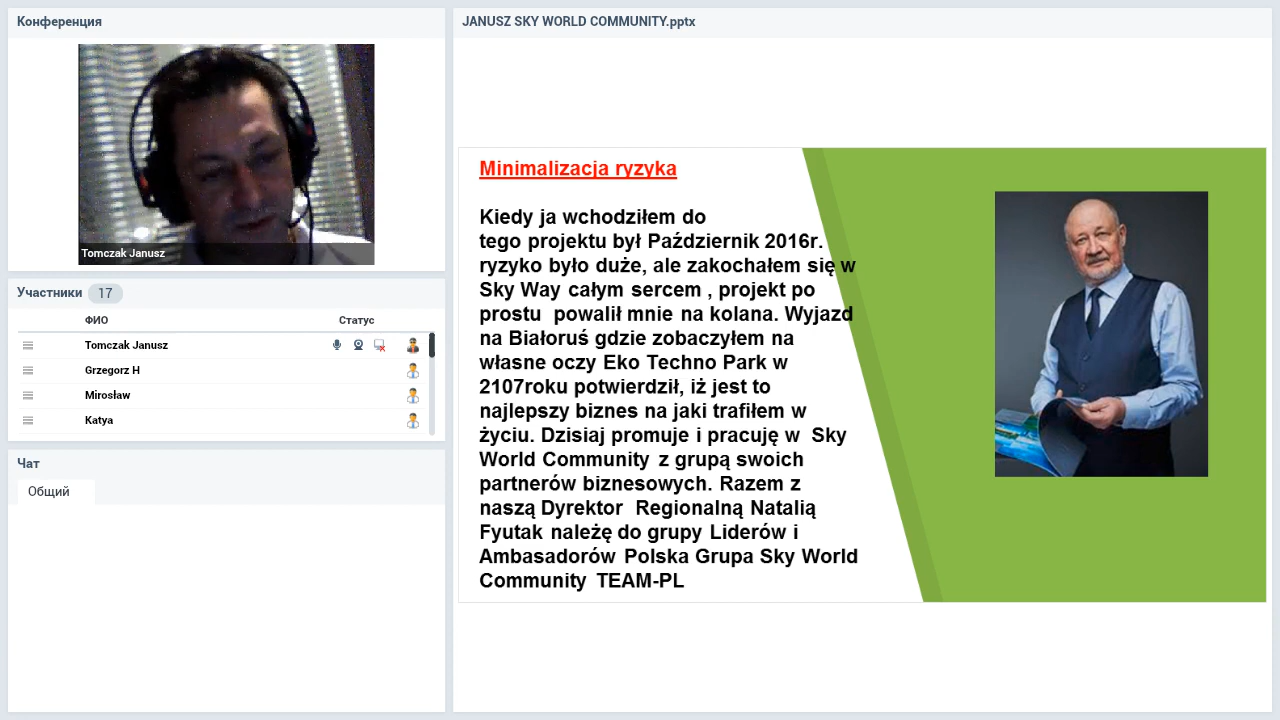 Конференция
Tomczak Janusz
Участники 17
ФИО Статус
Tomczak Janusz
Grzegorz H
Mirosław
Katya
Чат
Общий
JANUSZ SKY WORLD COMMUNITY.pptx
Minimalizacja ryzyka
Kiedy ja wchodziłem do
tego projektu był Październik 2016r.
ryzyko było duże, ale zakochałem się w
Sky Way całym sercem , projekt po
prostu powalił mnie na kolana. Wyjazd
na Białoruś gdzie zobaczyłem na
własne oczy Eko Techno Park w
2107roku potwierdził, iż jest to
najlepszy biznes na jaki trafiłem w
życiu. Dzisiaj promuje i pracuję w Sky
World Community z grupą swoich
partnerów biznesowych. Razem z
naszą Dyrektor Regionalną Natalią
Fyutak należę do grupy Liderów i
Ambasadorów Polska Grupa Sky World
Community TEAM-PL